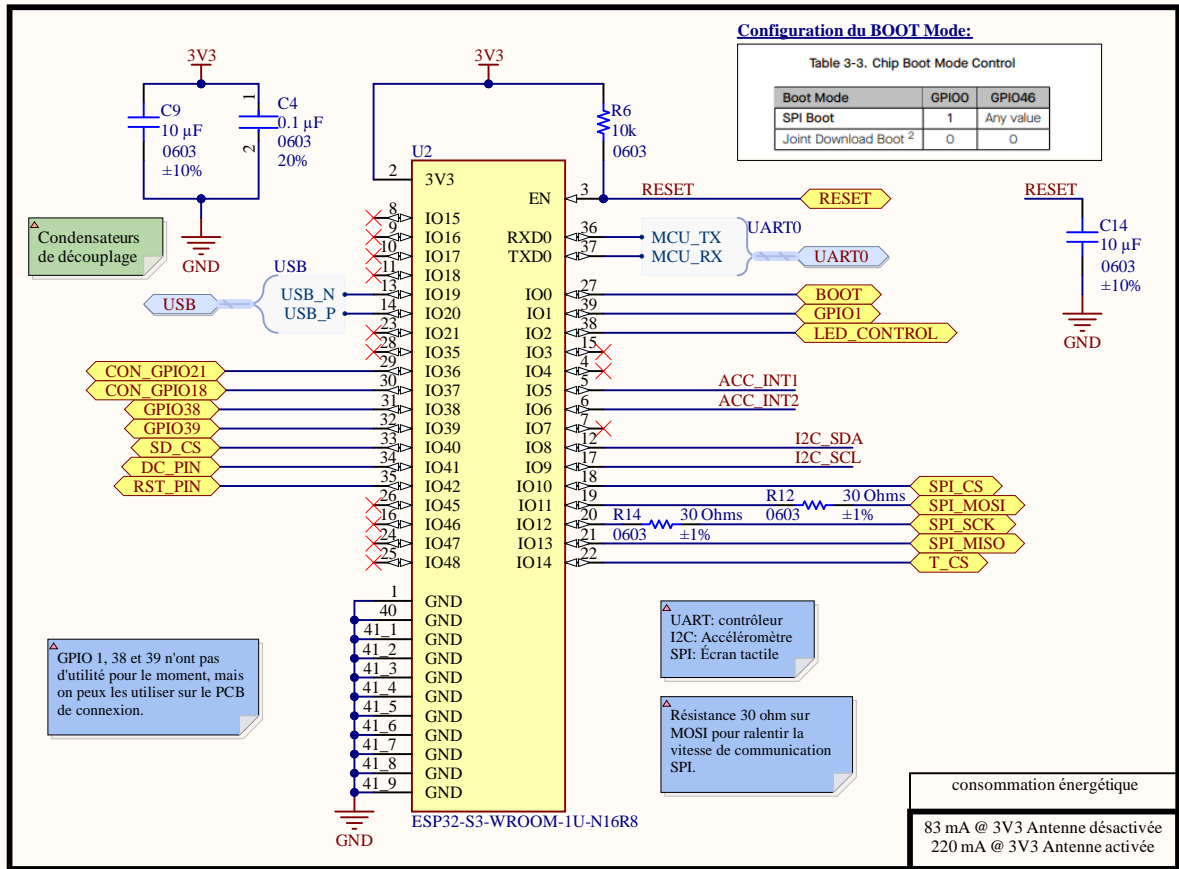 Configuration du BOOT Mode:
Table 3-3. Chip Boot Mode Control
Boot Mode GPIO0 GPIO46
SPI Boot 1 Any value
Joint Download Boot 2 0 0
3V3
C9
10 µF
0603
±10%
1
C4
0.1 µF
0603
20%
2
GND
Condensateurs
de découplage
3V3
R6
10k
0603
U2
2 3V3
EN 3 RESET RESET
8 IO15
9 IO16
10 IO17
11 IO18
13 IO19
14 IO20
23 IO21
28 IO35
29 IO36
30 IO37
31 IO38
32 IO39
33 IO40
34 IO41
35 IO42
26 IO45
16 IO46
24 IO47
25 IO48
USB
USB
USB_N
USB_P
CON_GPIO21
CON_GPIO18
GPIO38
GPIO39
SD_CS
DC_PIN
RST_PIN
1 GND
40 GND
41_1 GND
41_2 GND
41_3 GND
41_4 GND
41_5 GND
41_6 GND
41_7 GND
41_8 GND
41_9 GND
GND
RXD0 36 MCU_TX
TXD0 37 MCU_RX
UART0
UART0
IO0 27 BOOT
IO1 39 GPIO1
IO2 38 LED_CONTROL
IO3 15
IO4 4
IO5 5 ACC_INT1
IO6 6 ACC_INT2
IO7 7
IO8 12 I2C_SDA
IO9 17 I2C_SCL
IO10 18 SPI_CS
IO11 19 R12 30 Ohms SPI_MOSI
0603 ±1%
IO12 20 R14 30 Ohms SPI_SCK
0603 ±1%
IO13 21 SPI_MISO
IO14 22 T_CS
ESP32-S3-WROOM-1U-N16R8
RESET
C14
10 µF
0603
±10%
GND
GPIO 1, 38 et 39 n'ont pas
d'utilité pour le moment, mais
on peux les utiliser sur le PCB
de connexion.
UART: contrôleur
I2C: Accéléromètre
SPI: Écran tactile
Résistance 30 ohm sur
MOSI pour ralentir la
vitesse de communication
SPI.
consommation énergétique
83 mA @ 3V3 Antenne désactivée
220 mA @ 3V3 Antenne activée